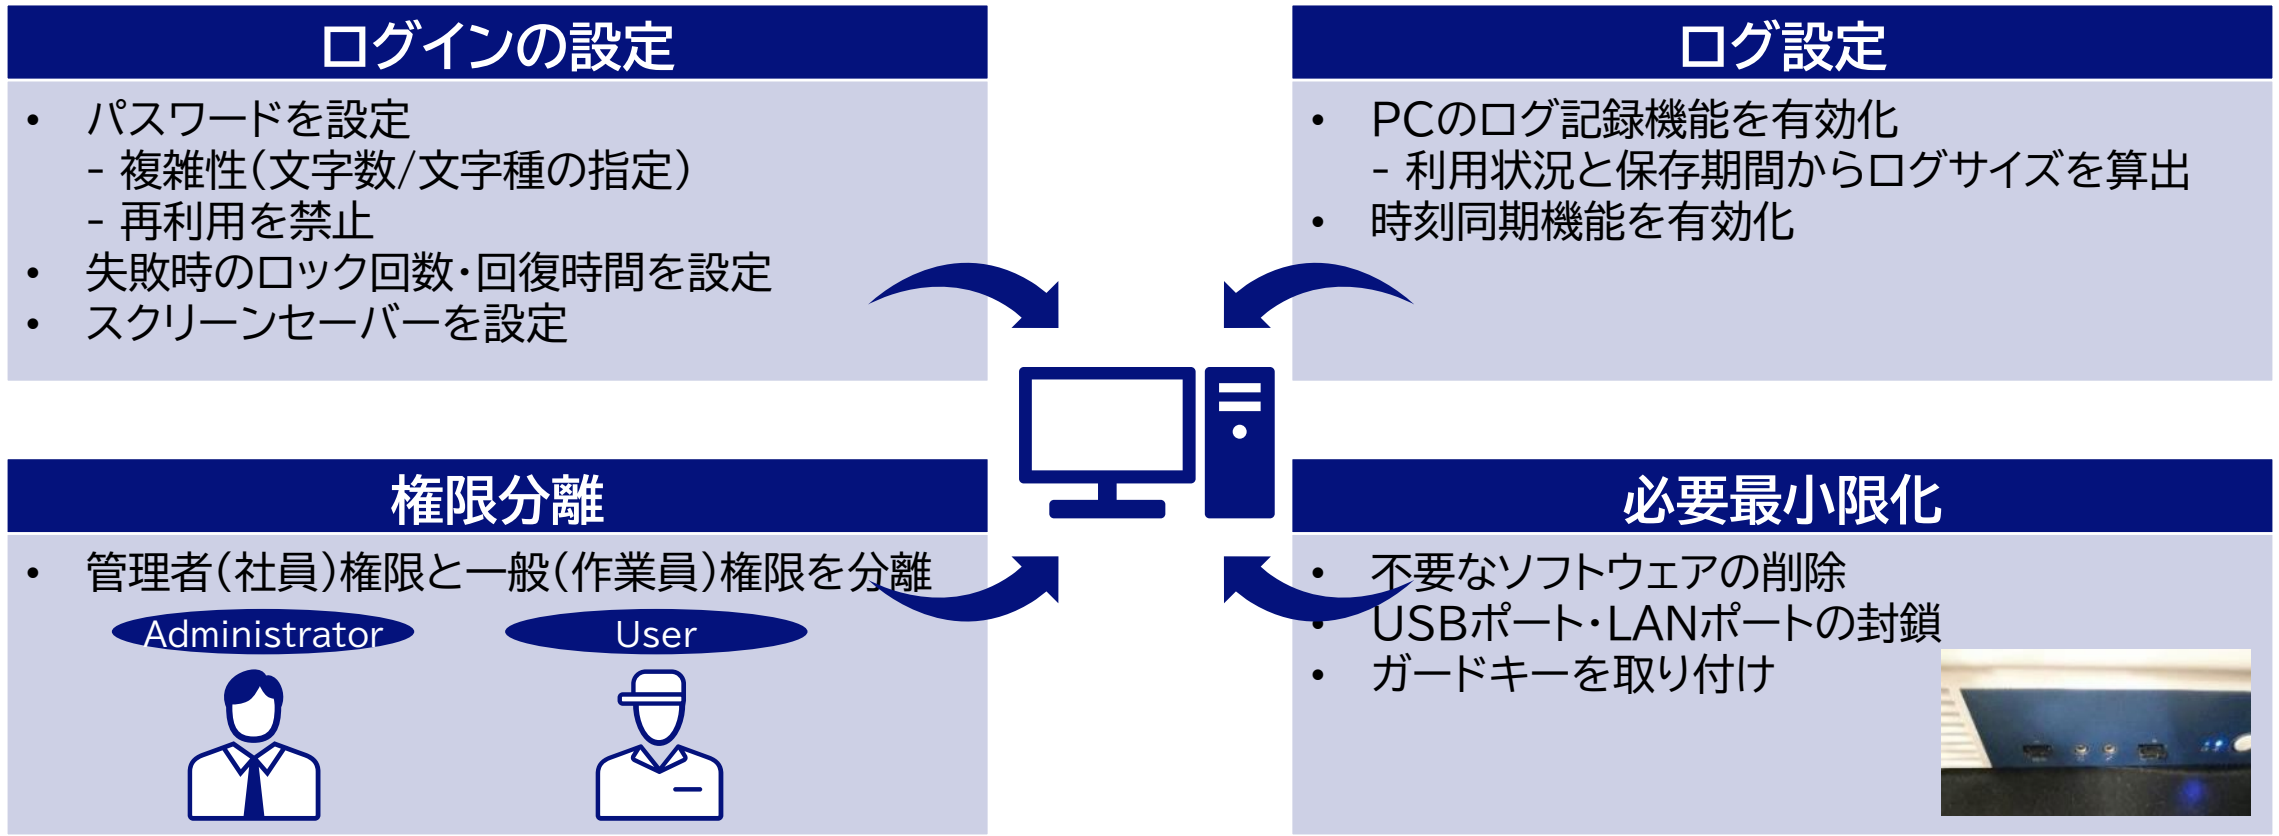 ログインの設定
• パスワードを設定
- 複雑性(文字数/文字種の指定)
- 再利用を禁止
• 失敗時のロック回数・回復時間を設定
• スクリーンセーバーを設定
ログ設定
• PCのログ記録機能を有効化
- 利用状況と保存期間からログサイズを算出
• 時刻同期機能を有効化
権限分離
• 管理者(社員)権限と一般(作業員)権限を分離
Administrator
User
必要最小限化
• 不要なソフトウェアの削除
• USBポート・LANポートの封鎖
• ガードキーを取り付け